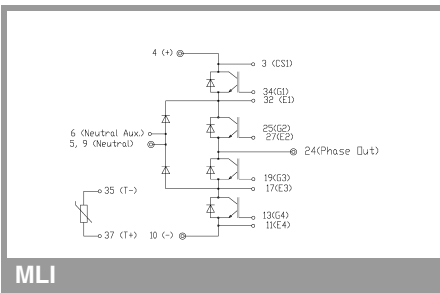 4 (+)
3 (CS1)
34(G1)
32 (E1)
6 (Neutral Aux.)
5, 9 (Neutral)
25(G2)
27(E2)
24(Phase Out)
19(G3)
17(E3)
35 (T-)
37 (T+)
13(G4)
11(E4)
10 (-)
MLI